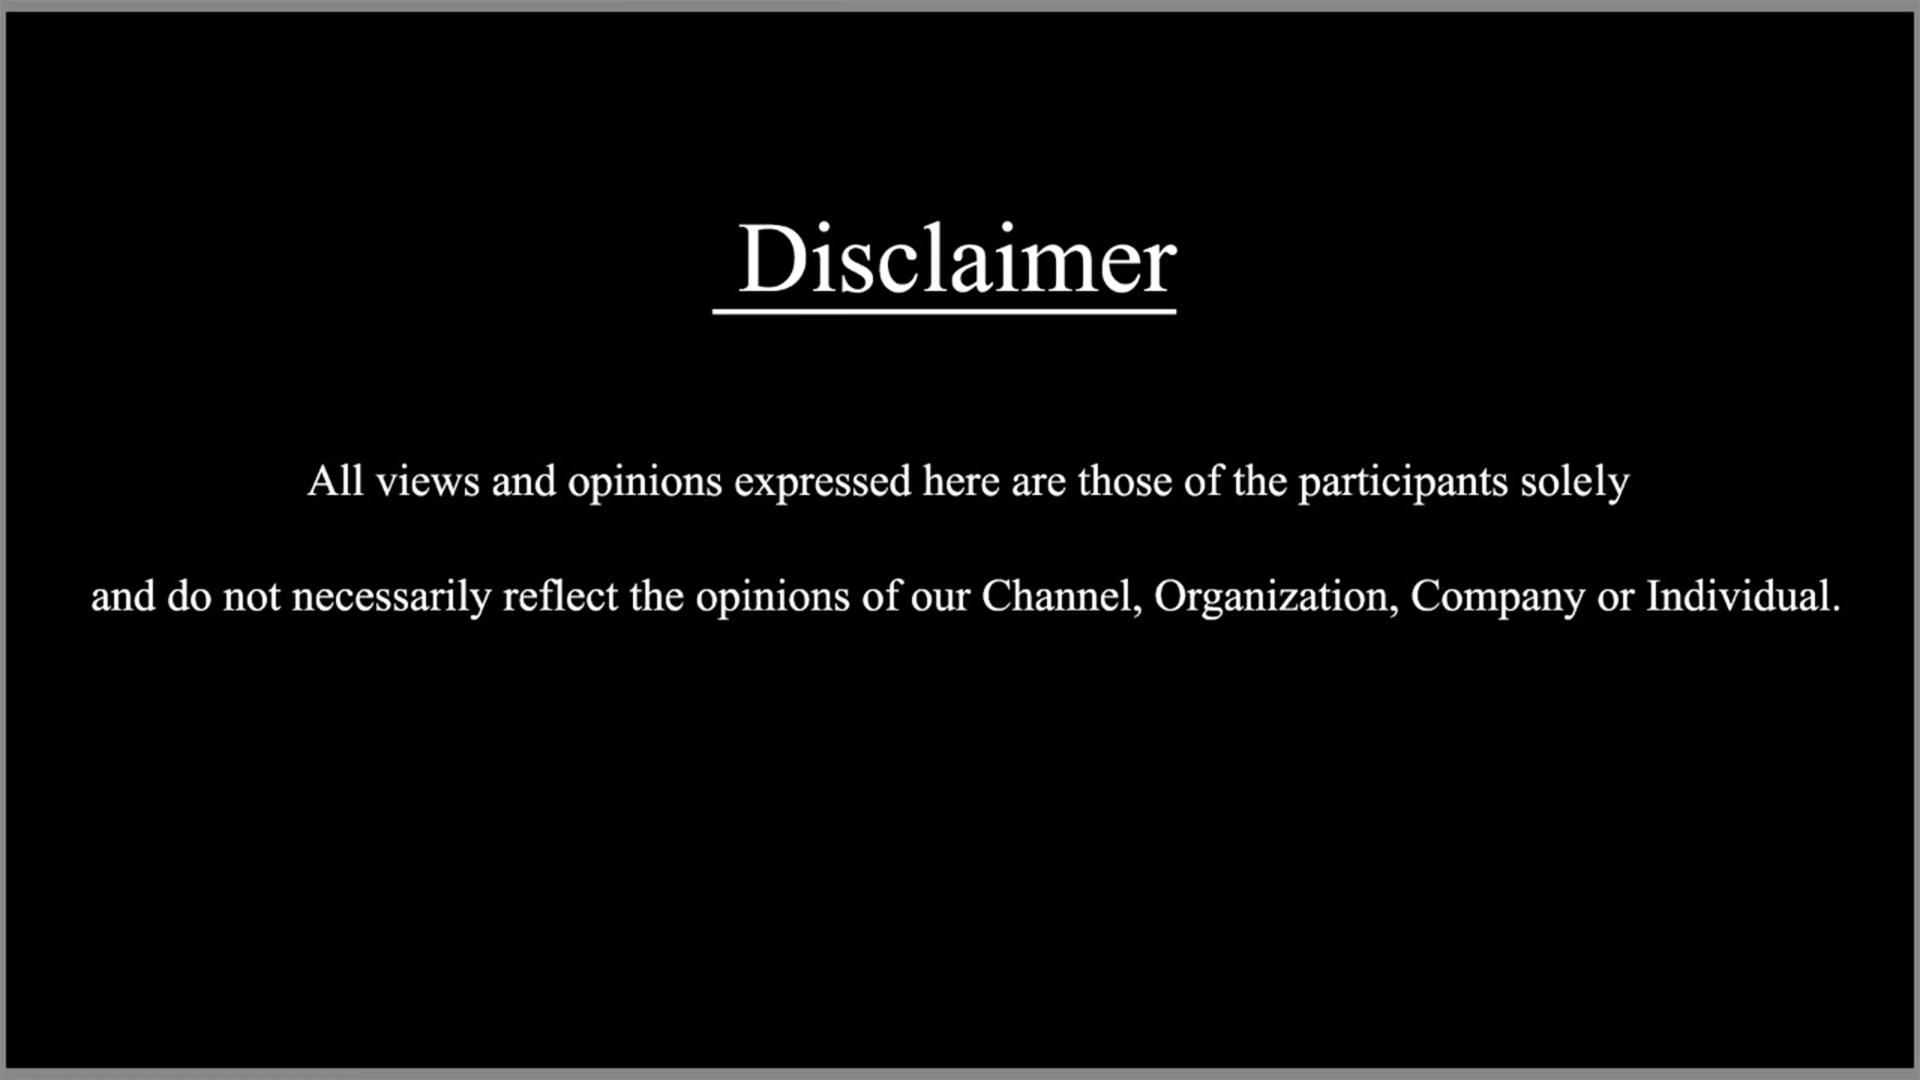 Disclaimer
All views and opinions expressed here are those of the participants solely
and do not necessarily reflect the opinions of our Channel, Organization, Company or Individual.